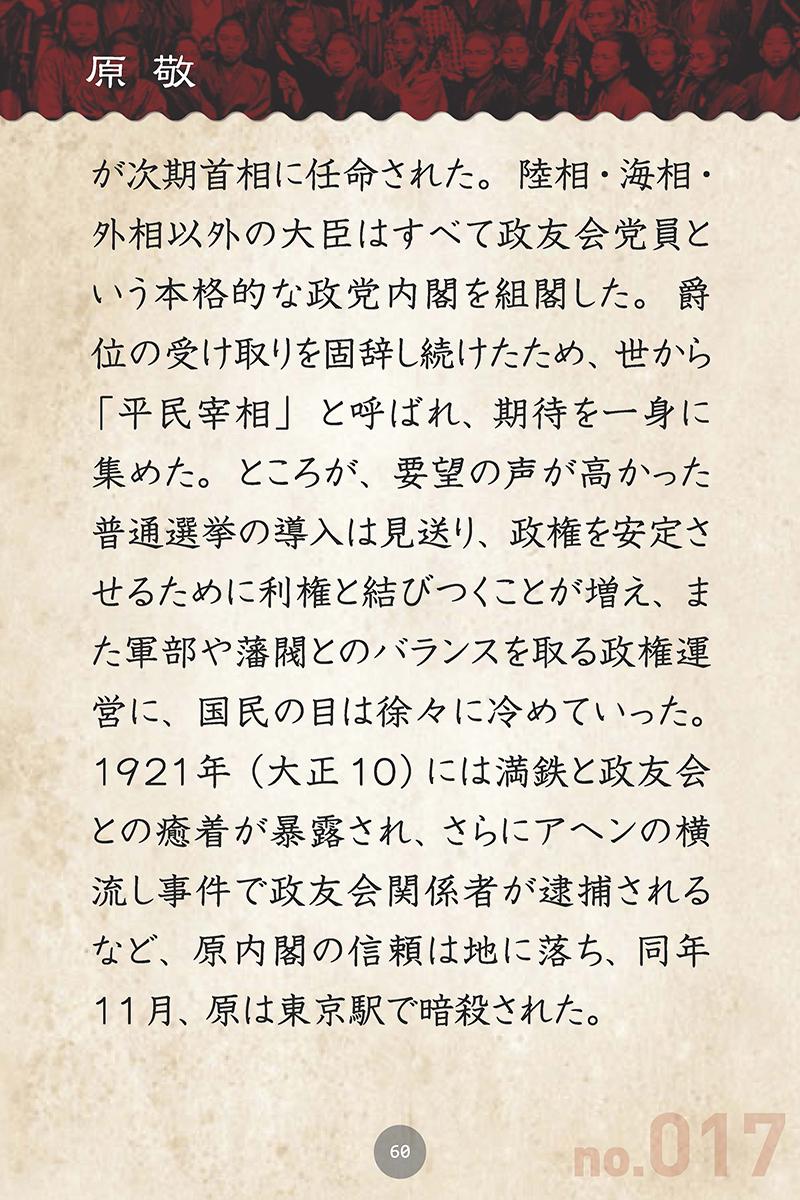 原 敬
が次期首相に任命された。陸相・海相・
外相以外の大臣はすべて政友会党員と
いう本格的な政党内閣を組閣した。爵
位の受け取りを固辞し続けたため、世から
「平民宰相」と呼ばれ、期待を一身に
集めた。ところが、要望の声が高かった
普通選挙の導入は見送り、政権を安定さ
せるために利権と結びつくことが増え、ま
た軍部や藩閥とのバランスを取る政権運
営に、国民の目は徐々に冷めていった。
1921年（大正10）には満鉄と政友会
との癒着が暴露され、さらにアヘンの横
流し事件で政友会関係者が逮捕される
など、原内閣の信頼は地に落ち、同年
11月、原は東京駅で暗殺された。
60
no.017